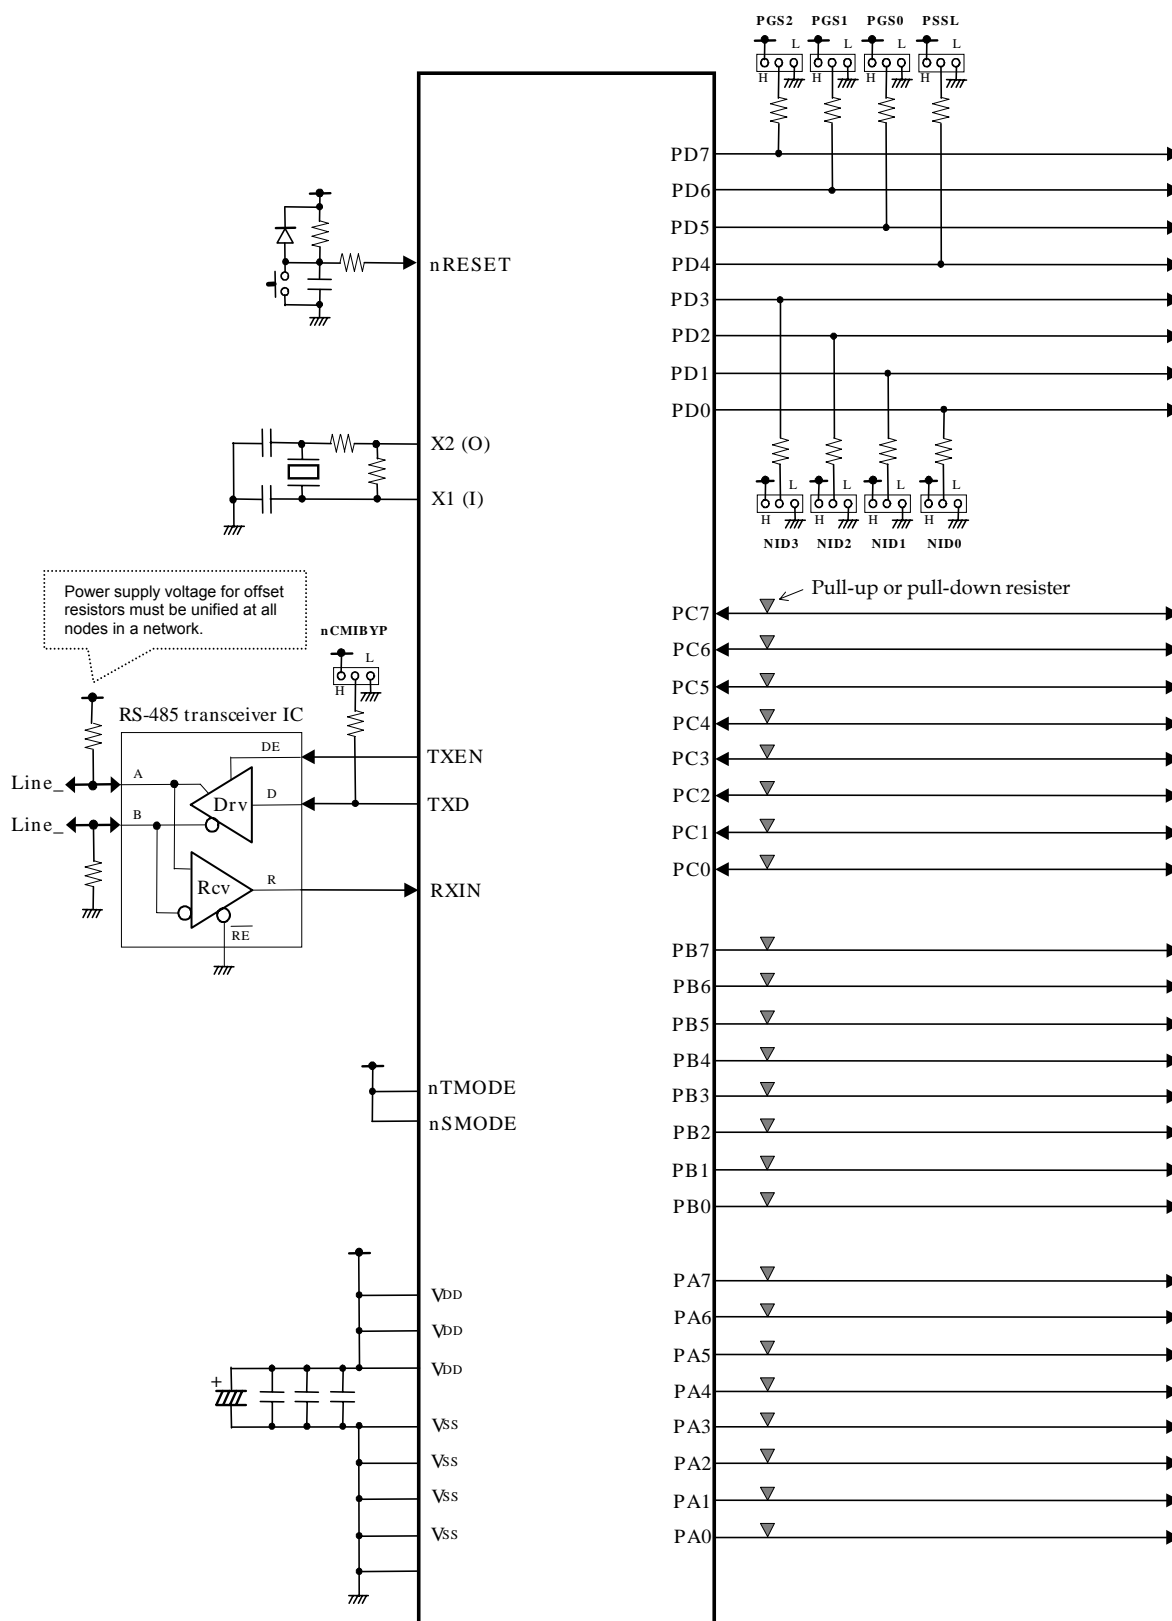 PGS2 PGS1 PGS0 PSSL
L L L L
H H H H
PD7
PD6
PD5
PD4
PD3
PD2
PD1
PD0
L L L L
H H H H
NID3 NID2 NID1 NID0
nRESET
X2 (O)
X1 (I)
Power supply voltage for offset
resistors must be unified at all
nodes in a network.
nCMIBYP
L
H
RS-485 transceiver IC
DE
TXEN
Line_
A
Drv
D
TXD
Line_
B
Rcv
R
RXIN
RE
nTMODE
nSMODE
+
VDD
VDD
VDD
VSS
VSS
VSS
VSS
Pull-up or pull-down resister
PC7
PC6
PC5
PC4
PC3
PC2
PC1
PC0
PB7
PB6
PB5
PB4
PB3
PB2
PB1
PB0
PA7
PA6
PA5
PA4
PA3
PA2
PA1
PA0